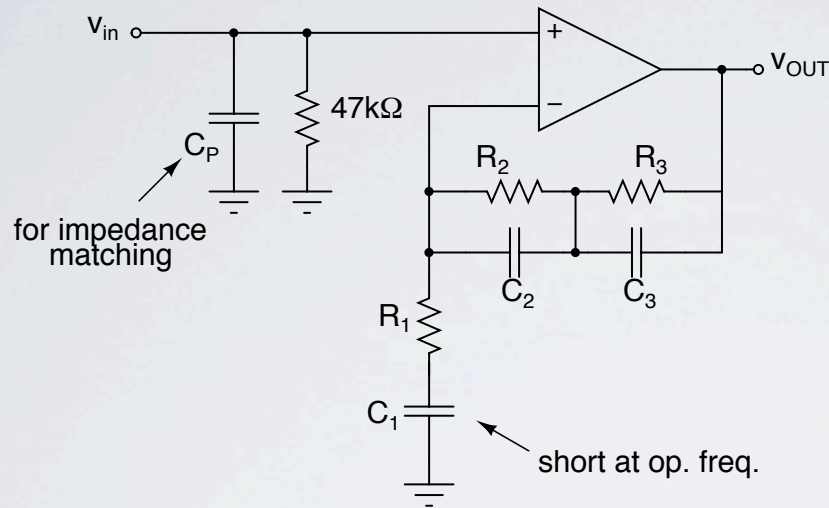 v_in
+
v_OUT
−
47kΩ
C_P
R_2
R_3
for impedance
matching
C_2
C_3
R_1
C_1
short at op. freq.